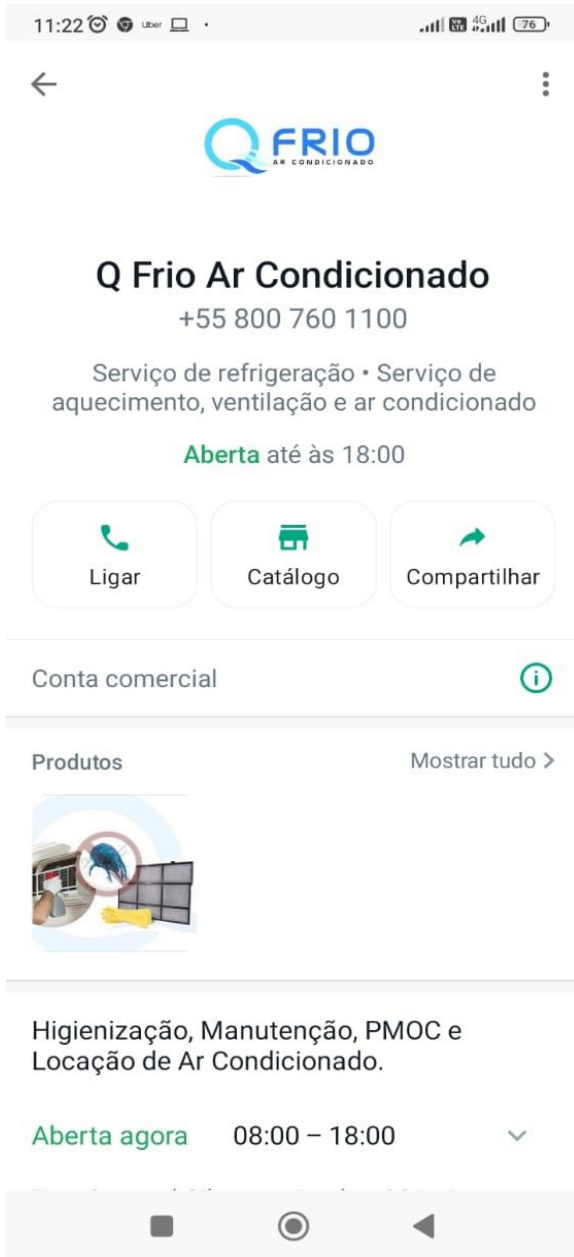 11:22 Uber
4G 76
Q FRIO
AR CONDICIONADO
Q Frio Ar Condicionado
+55 800 760 1100
Serviço de refrigeração • Serviço de
aquecimento, ventilação e ar condicionado
Aberta até às 18:00
Ligar Catálogo Compartilhar
Conta comercial
Produtos Mostrar tudo >
Higienização, Manutenção, PMOC e
Locação de Ar Condicionado.
Aberta agora 08:00 – 18:00